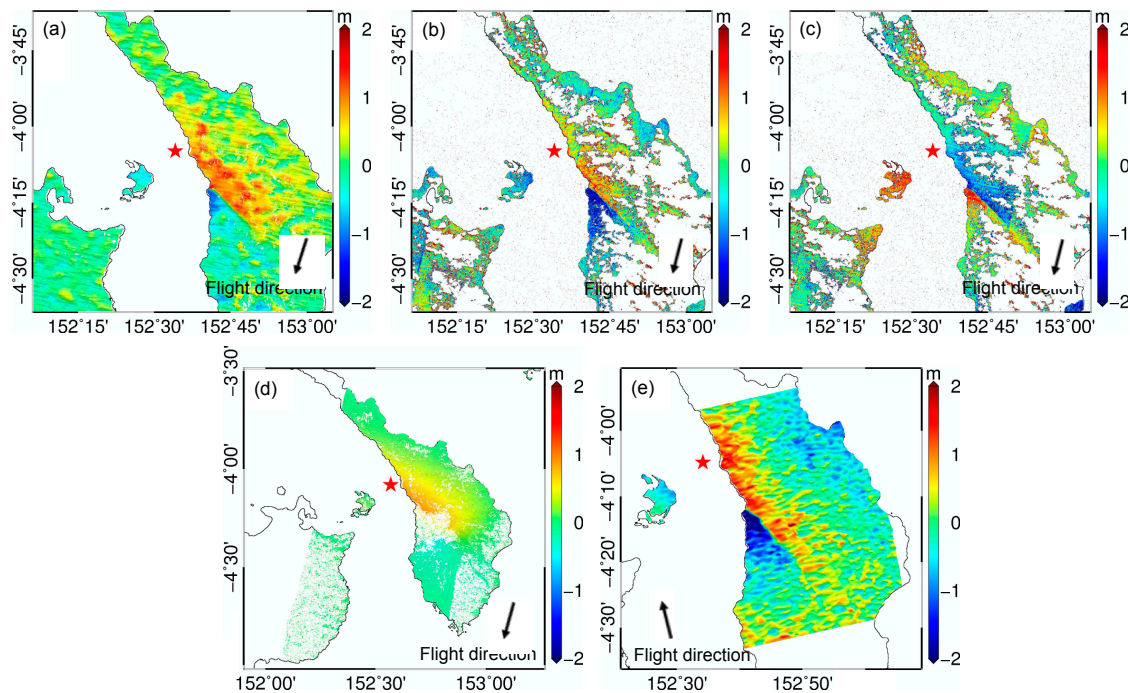 (a)
m
2
1
0
−1
−2
−3˚45'
−4˚00'
−4˚15'
−4˚30'
152˚15' 152˚30' 152˚45' 153˚00'
Flight direction
(b)
m
2
1
0
−1
−2
−3˚45'
−4˚00'
−4˚15'
−4˚30'
152˚15' 152˚30' 152˚45' 153˚00'
Flight direction
(c)
m
2
1
0
−1
−2
−3˚45'
−4˚00'
−4˚15'
−4˚30'
152˚15' 152˚30' 152˚45' 153˚00'
Flight direction
(d)
m
2
1
0
−1
−2
−3˚30'
−4˚00'
−4˚30'
152˚00' 152˚30' 153˚00'
Flight direction
(e)
m
2
1
0
−1
−2
−4˚00'
−4˚10'
−4˚20'
−4˚30'
152˚30' 152˚50'
Flight direction